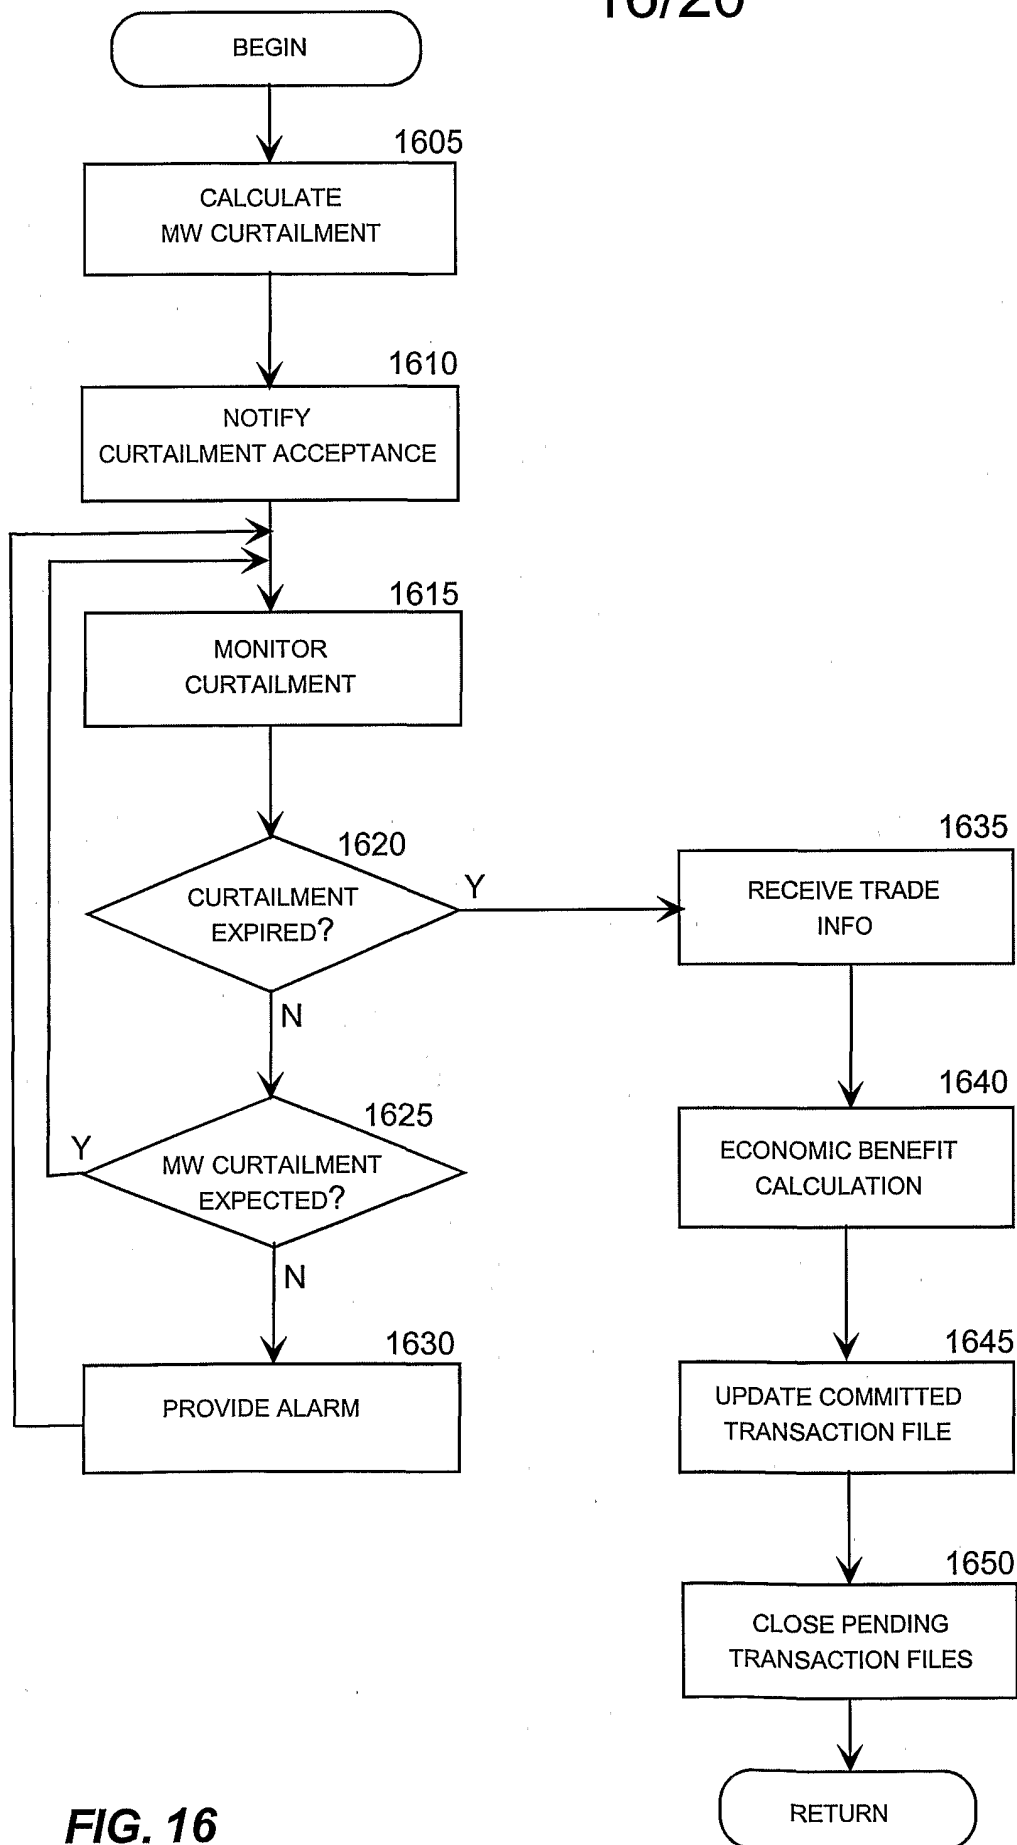 16/20
BEGIN
1605
CALCULATE
MW CURTAILMENT
1610
NOTIFY
CURTAILMENT ACCEPTANCE
1615
MONITOR
CURTAILMENT
1620
CURTAILMENT
EXPIRED?
Y
N
1625
MW CURTAILMENT
EXPECTED?
Y
N
1630
PROVIDE ALARM
1635
RECEIVE TRADE
INFO
1640
ECONOMIC BENEFIT
CALCULATION
1645
UPDATE COMMITTED
TRANSACTION FILE
1650
CLOSE PENDING
TRANSACTION FILES
RETURN
FIG. 16